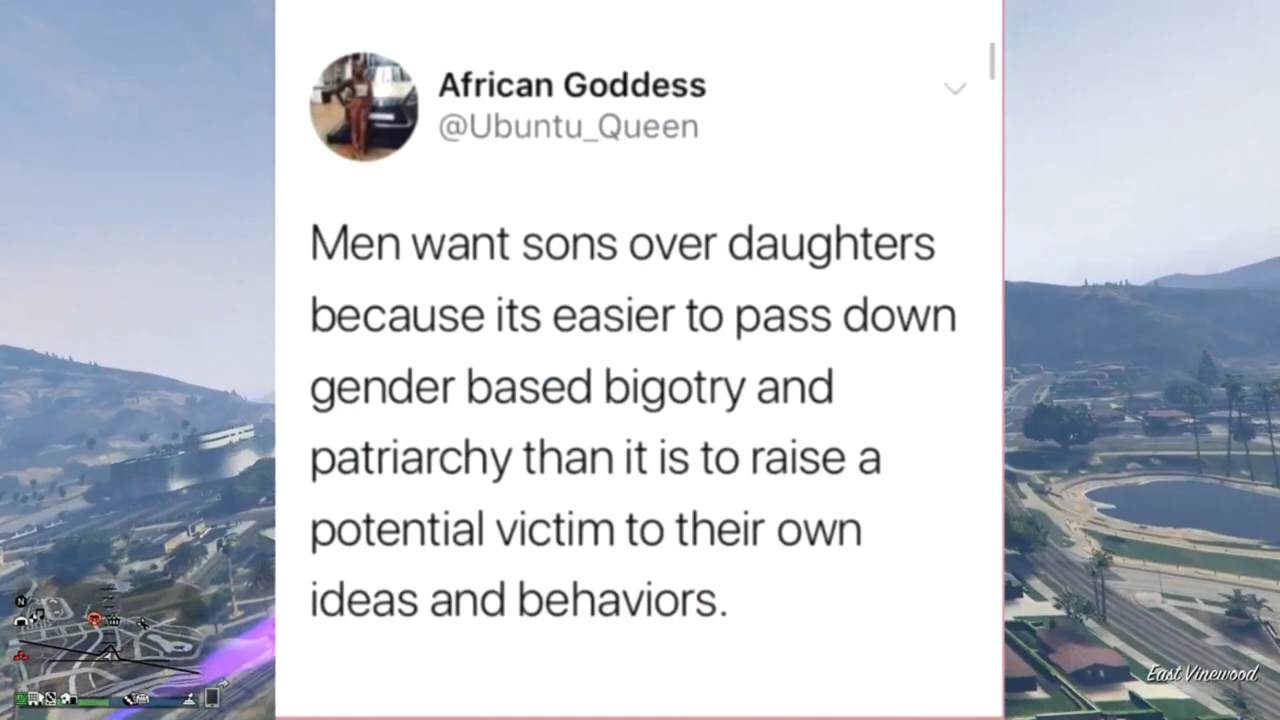 African Goddess
@Ubuntu_Queen
Men want sons over daughters
because its easier to pass down
gender based bigotry and
patriarchy than it is to raise a
potential victim to their own
ideas and behaviors.
N
East Vinewood